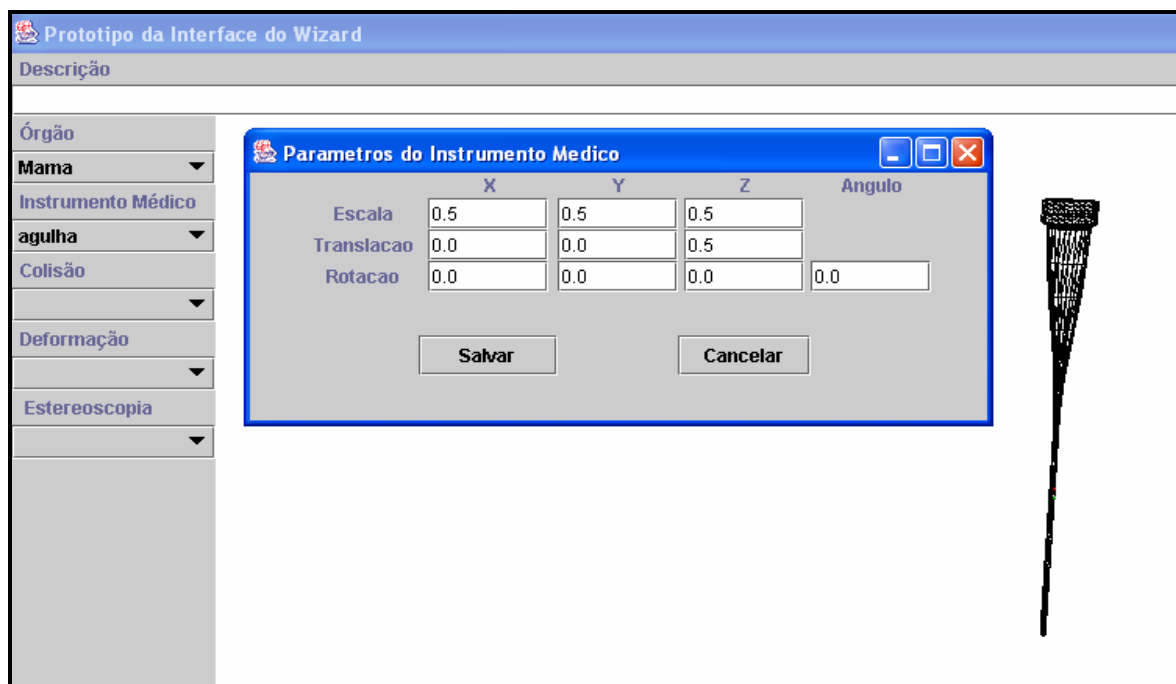 Prototipo da Interface do Wizard
Descrição
Órgão
Mama
Instrumento Médico
agulha
Colisão
Deformação
Estereoscopia
Parametros do Instrumento Medico
X Y Z Angulo
Escala 0.5 0.5 0.5
Translacao 0.0 0.0 0.5
Rotacao 0.0 0.0 0.0 0.0
Salvar Cancelar